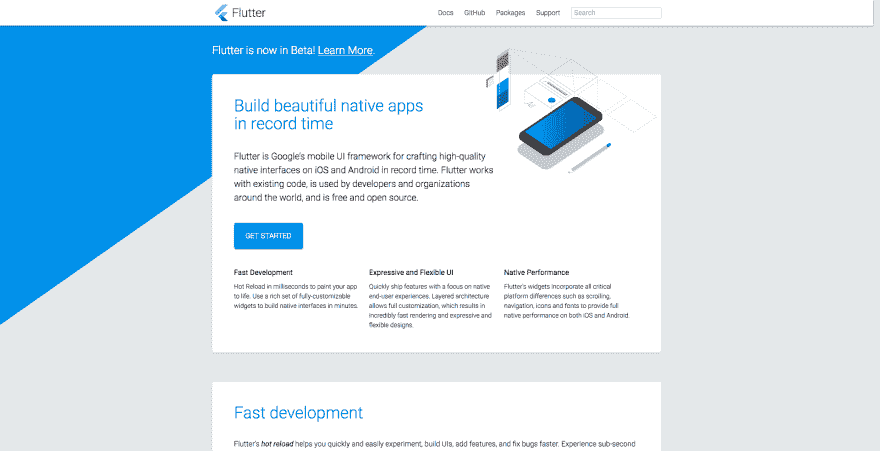 Flutter
Docs GitHub Packages Support Search
Flutter is now in Beta! Learn More.
Build beautiful native apps
in record time
Flutter is Google's mobile UI framework for crafting high-quality
native interfaces on iOS and Android in record time. Flutter works
with existing code, is used by developers and organizations
around the world, and is free and open source.
GET STARTED
Fast Development
Hot Reload in milliseconds to paint your app
to life. Use a rich set of fully-customizable
widgets to build native interfaces in minutes.
Expressive and Flexible UI
Quickly ship features with a focus on native
end-user experiences. Layered architecture
allows full customization, which results in
incredibly fast rendering and expressive and
flexible designs.
Native Performance
Flutter's widgets incorporate all critical
platform differences such as scrolling,
navigation, icons and fonts to provide full
native performance on both iOS and Android.
Fast development
Flutter's hot reload helps you quickly and easily experiment, build UIs, add features, and fix bugs faster. Experience sub-second